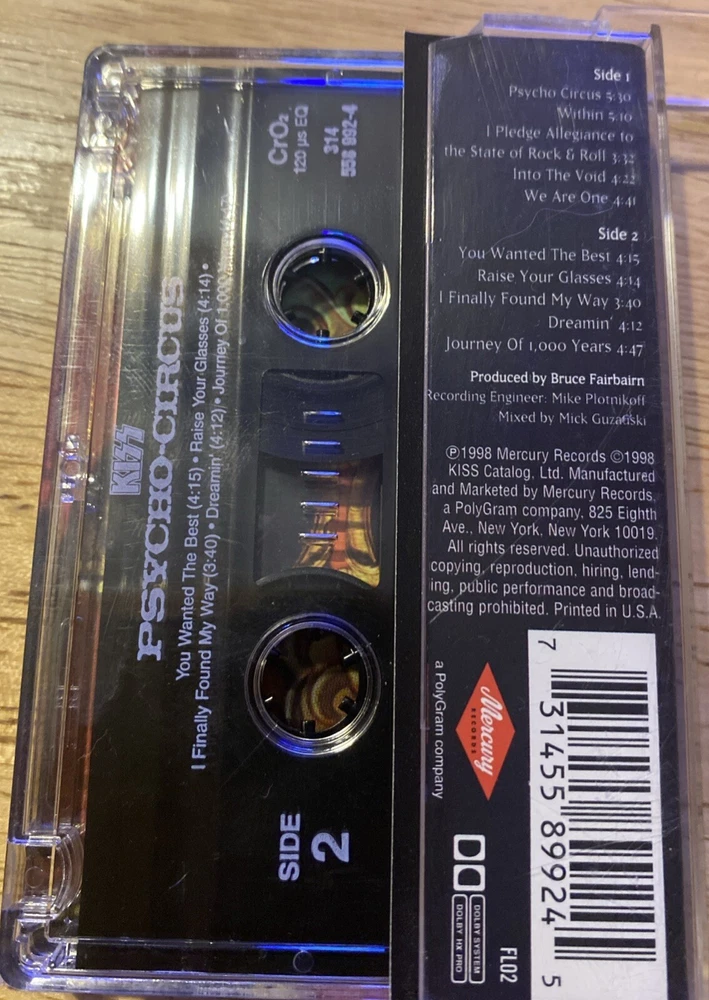 KISS
PSYCHO·CIRCUS
You Wanted The Best (4:15) • Raise Your Glasses (4:14) •
I Finally Found My Way (3:40) • Dreamin' (4:12) • Journey Of 1,000
CrO₂
120 µs EQ
314
558 992-4
SIDE
2
Side 1
Psycho Circus 5:30
Within 5:10
I Pledge Allegiance to
the State of Rock & Roll 3:32
Into The Void 4:22
We Are One 4:41
Side 2
You Wanted The Best 4:15
Raise Your Glasses 4:14
I Finally Found My Way 3:40
Dreamin' 4:12
Journey Of 1,000 Years 4:47
Produced by Bruce Fairbairn
Recording Engineer: Mike Plotnikoff
Mixed by Mick Guzauski
℗1998 Mercury Records ©1998
KISS Catalog, Ltd. Manufactured
and Marketed by Mercury Records,
a PolyGram company, 825 Eighth
Ave., New York, New York 10019.
All rights reserved. Unauthorized
copying, reproduction, hiring, lend-
ing, public performance and broad-
casting prohibited. Printed in U.S.A.
Mercury
RECORDS
a PolyGram company
DOLBY SYSTEM
DOLBY HX PRO
FL02
7 31455 89924 5